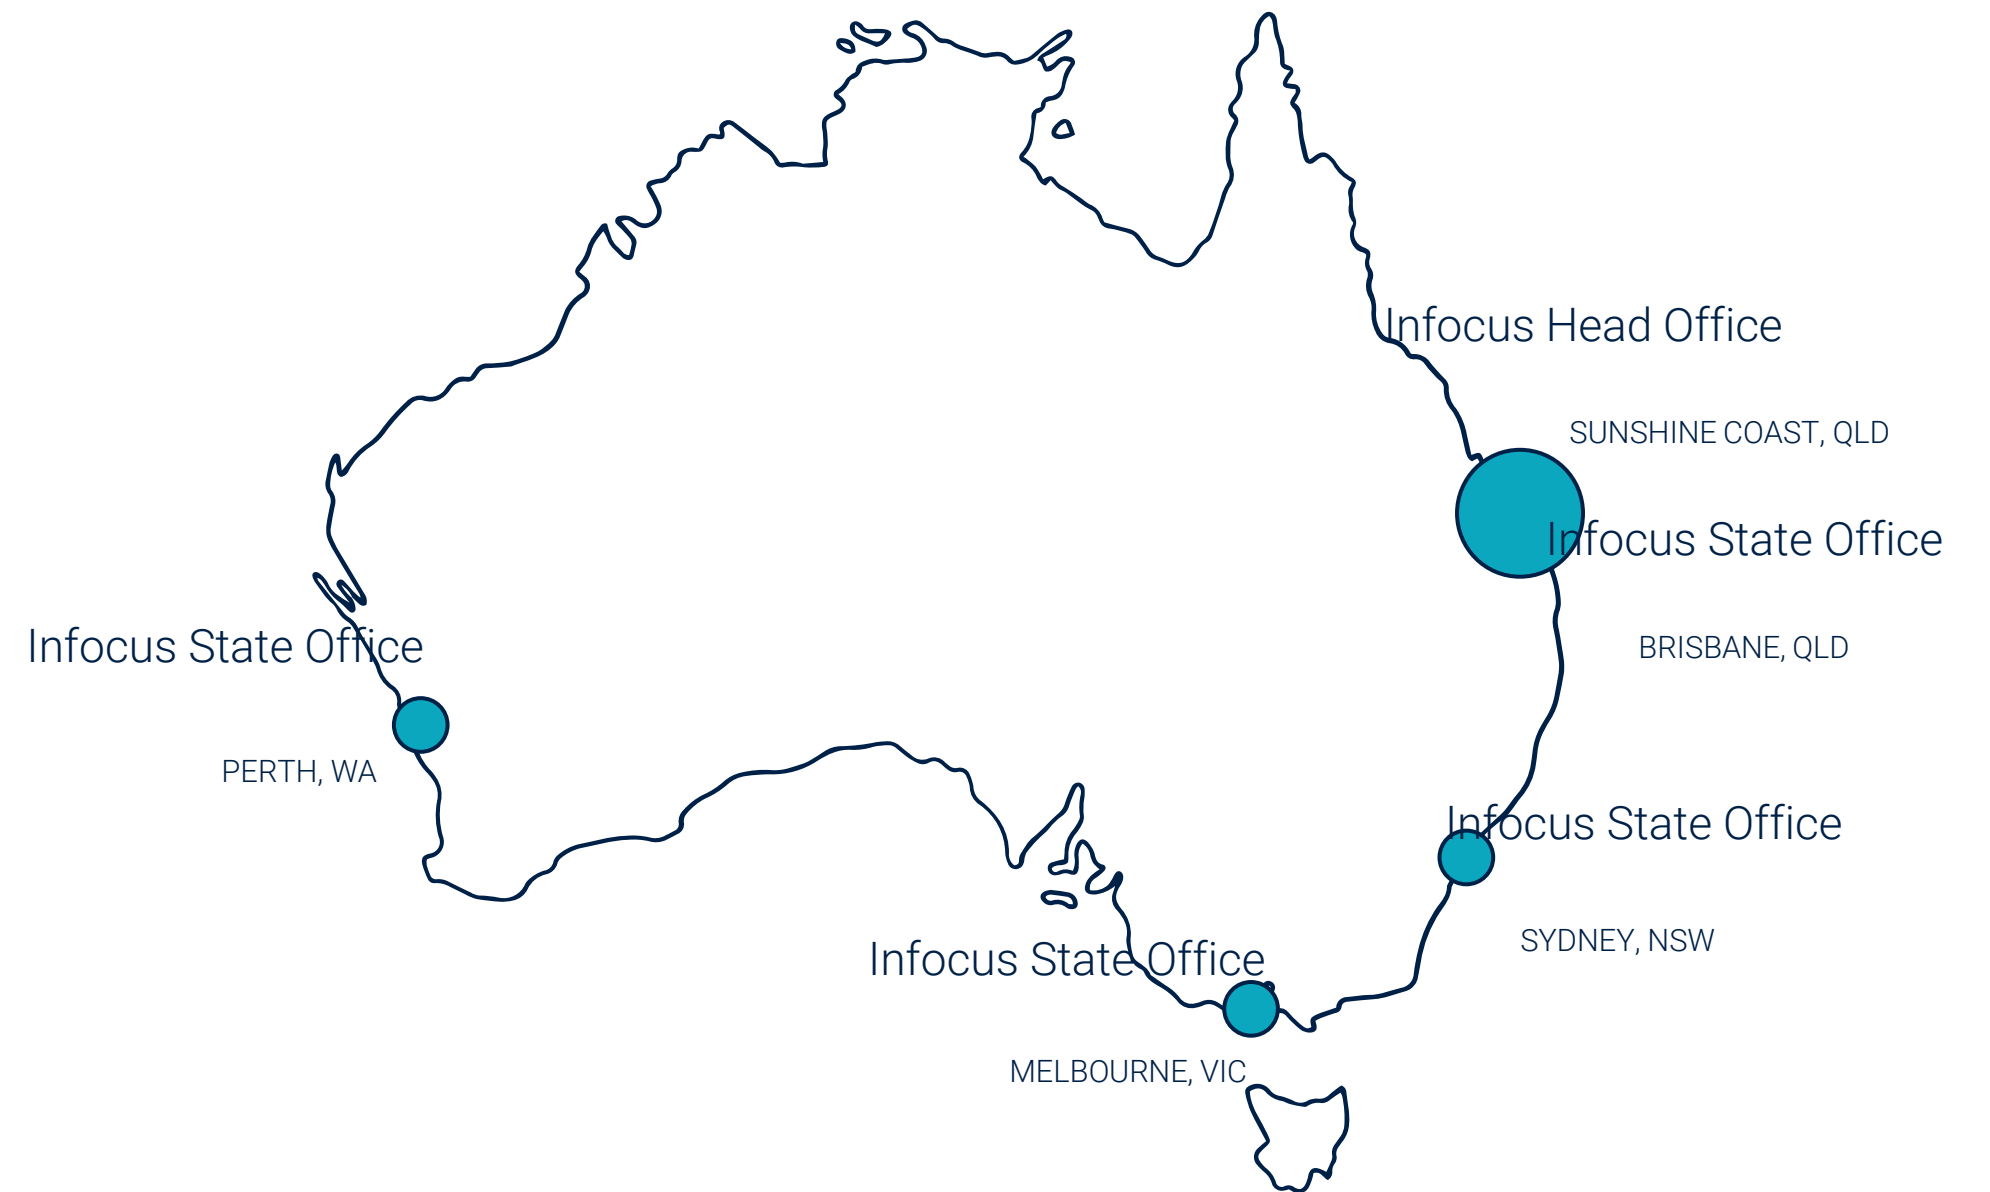 Infocus Head Office
SUNSHINE COAST, QLD
Infocus State Office
BRISBANE, QLD
Infocus State Office
PERTH, WA
Infocus State Office
SYDNEY, NSW
Infocus State Office
MELBOURNE, VIC